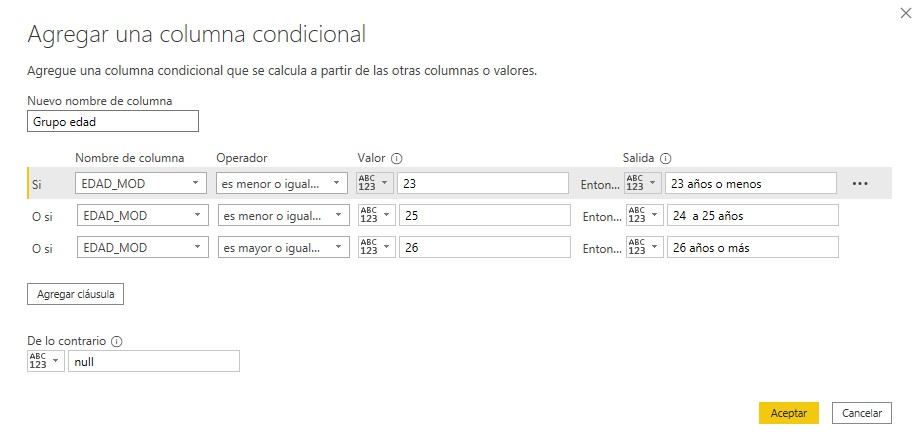 Agregar una columna condicional
Agregue una columna condicional que se calcula a partir de las otras columnas o valores.
Nuevo nombre de columna
Grupo edad
Nombre de columna Operador Valor Salida
Si EDAD_MOD es menor o igual... ABC 123 23 Enton... ABC 123 23 años o menos ...
O si EDAD_MOD es menor o igual... ABC 123 25 Enton... ABC 123 24 a 25 años
O si EDAD_MOD es mayor o igual... ABC 123 26 Enton... ABC 123 26 años o más
Agregar cláusula
De lo contrario
ABC 123 null
Aceptar Cancelar